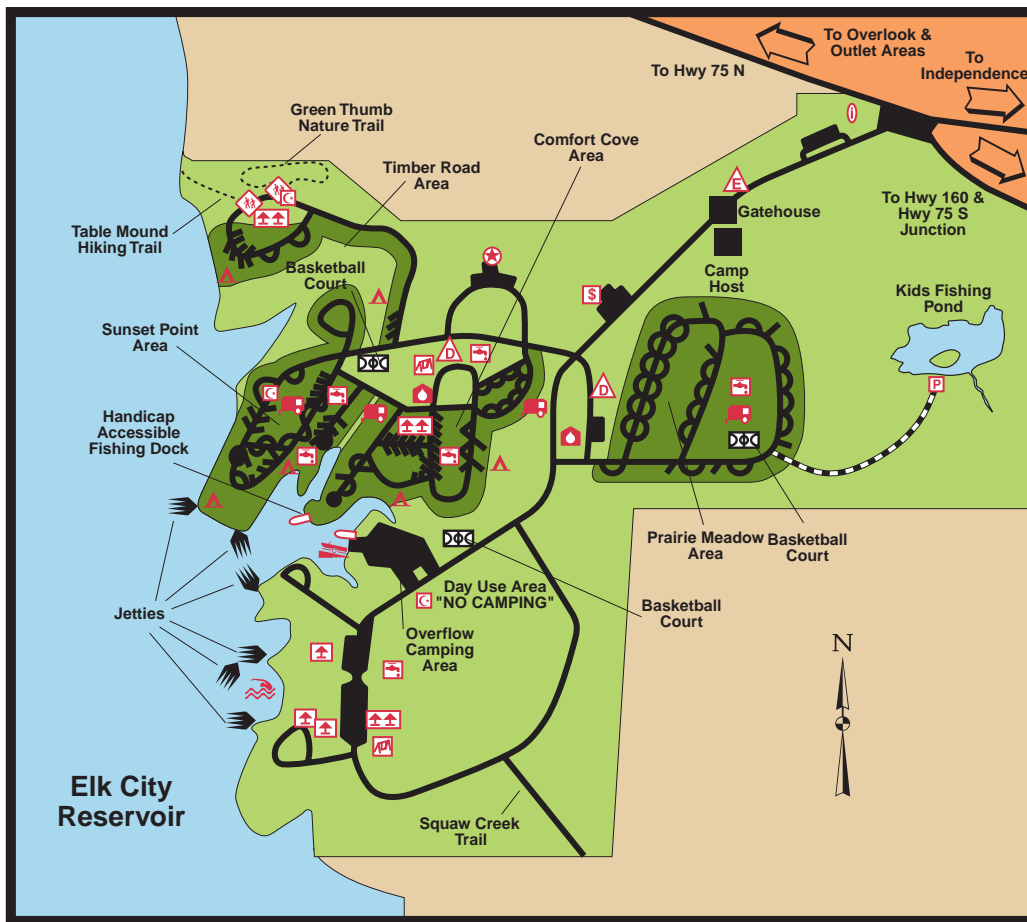 To Overlook &
Outlet Areas
To Hwy 75 N
To
Independence
Green Thumb
Nature Trail
Comfort Cove
Area
Timber Road
Area
i
E
Gatehouse
To Hwy 160 &
Hwy 75 S
Junction
Table Mound
Hiking Trail
Camp
Host
Basketball
Court
$
Kids Fishing
Pond
Sunset Point
Area
D
D
P
Handicap
Accessible
Fishing Dock
Prairie Meadow
Area
Basketball
Court
Day Use Area
"NO CAMPING"
Basketball
Court
Jetties
Overflow
Camping
Area
N
Elk City
Reservoir
Squaw Creek
Trail